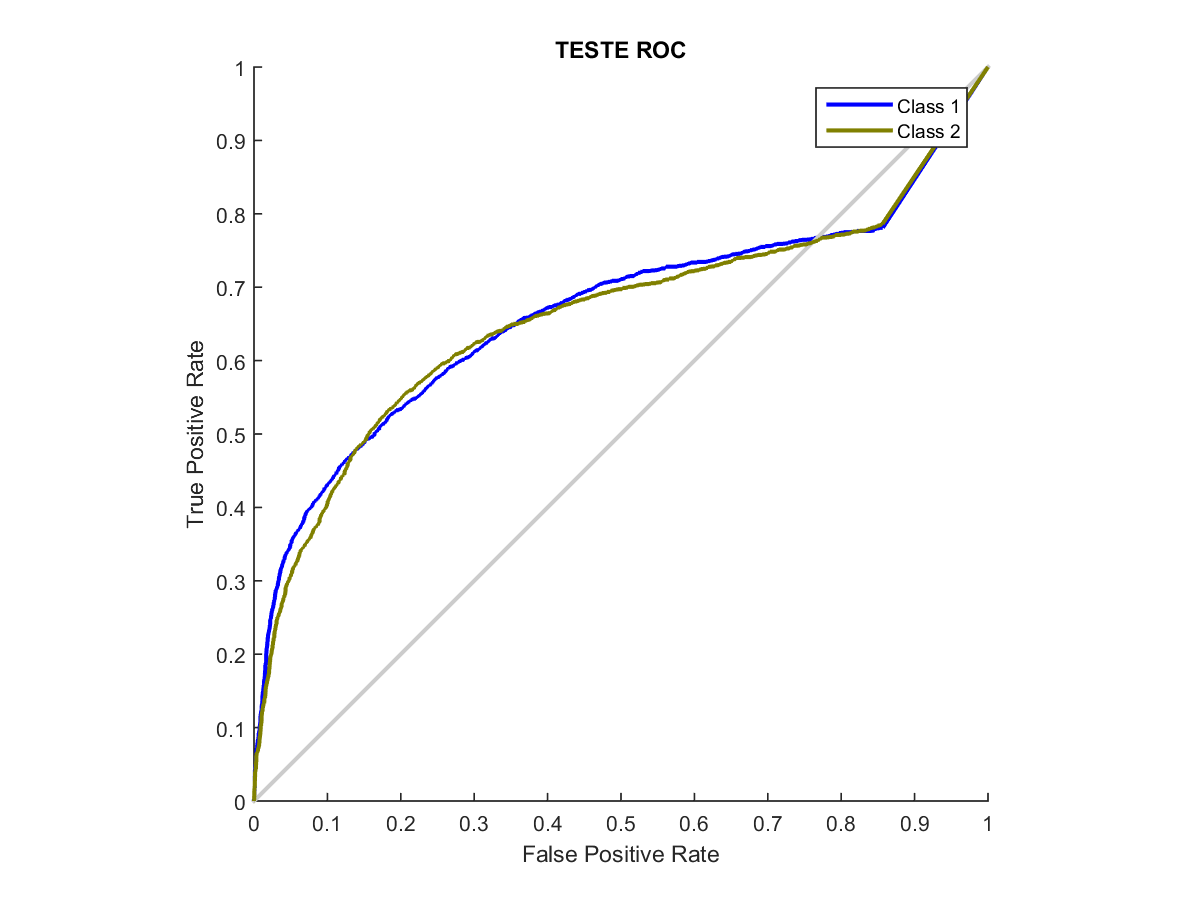 TESTE ROC
Class 1
Class 2
True Positive Rate
1
0.9
0.8
0.7
0.6
0.5
0.4
0.3
0.2
0.1
0
0 0.1 0.2 0.3 0.4 0.5 0.6 0.7 0.8 0.9 1
False Positive Rate